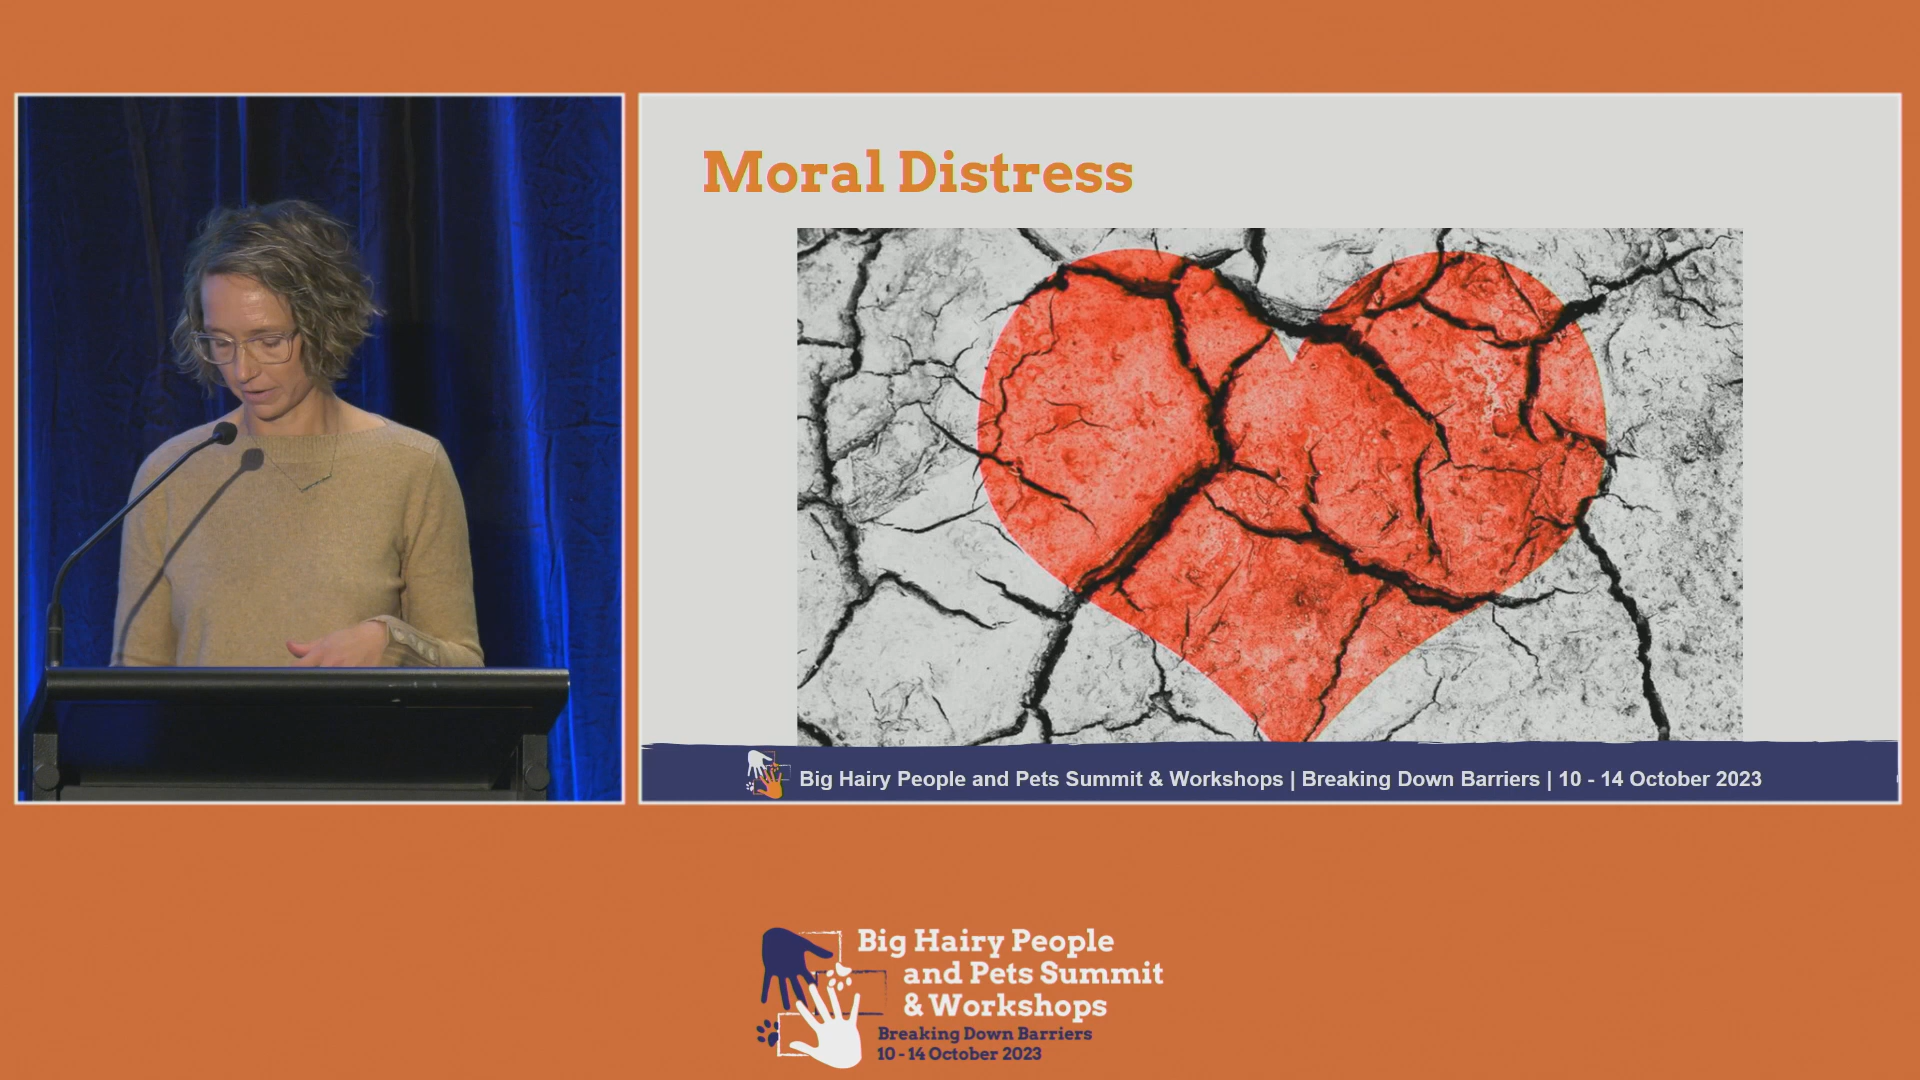 Moral Distress
Big Hairy People and Pets Summit & Workshops | Breaking Down Barriers | 10 - 14 October 2023
Big Hairy People
and Pets Summit
& Workshops
Breaking Down Barriers
10 - 14 October 2023